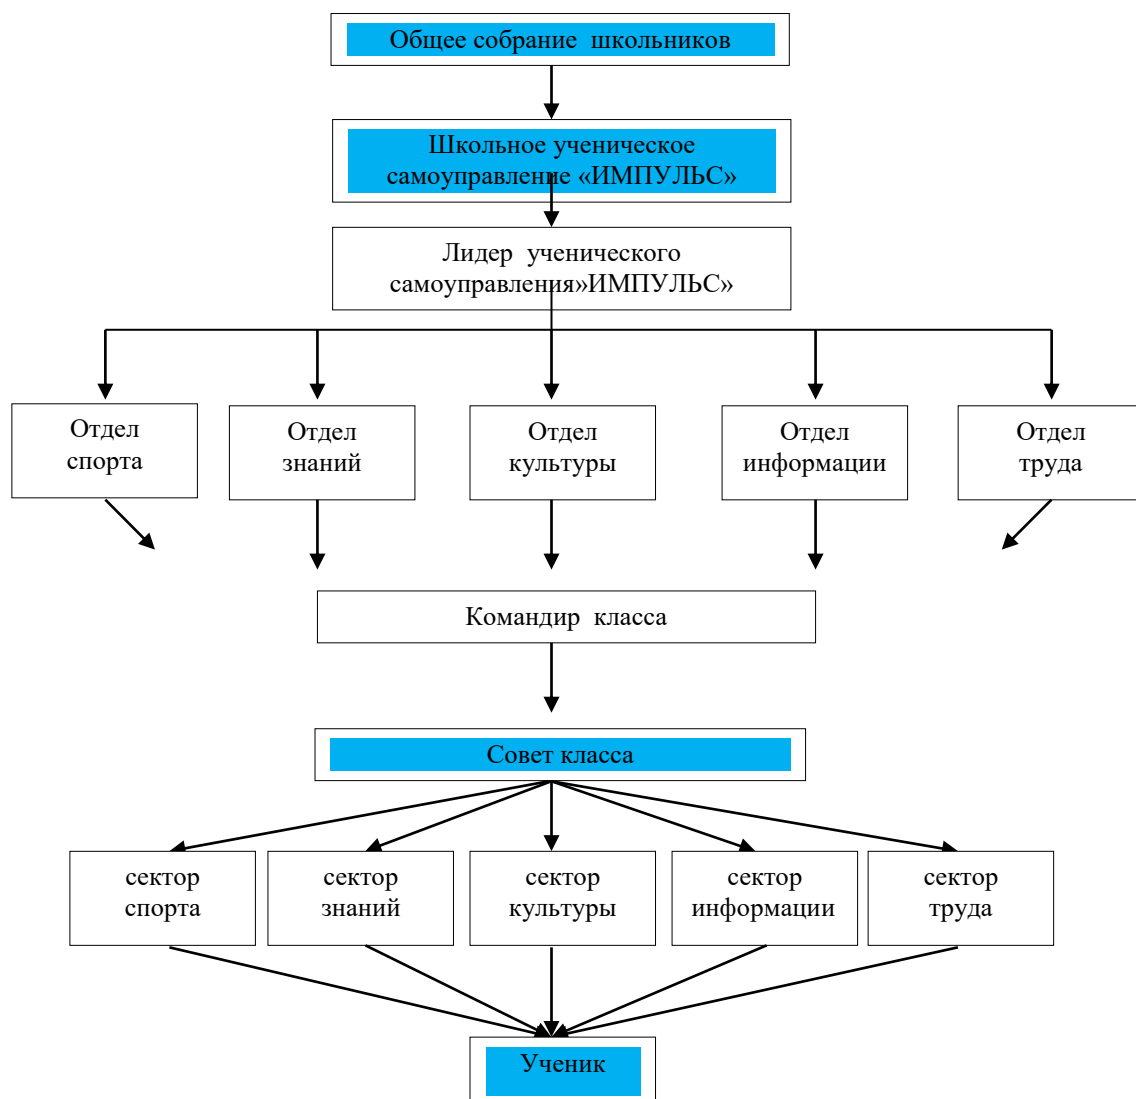 Общее собрание школьников
Школьное ученическое
самоуправление «ИМПУЛЬС»
Лидер ученического
самоуправления»ИМПУЛЬС»
Отдел
спорта
Отдел
знаний
Отдел
культуры
Отдел
информации
Отдел
труда
Командир класса
Совет класса
сектор
спорта
сектор
знаний
сектор
культуры
сектор
информации
сектор
труда
Ученик